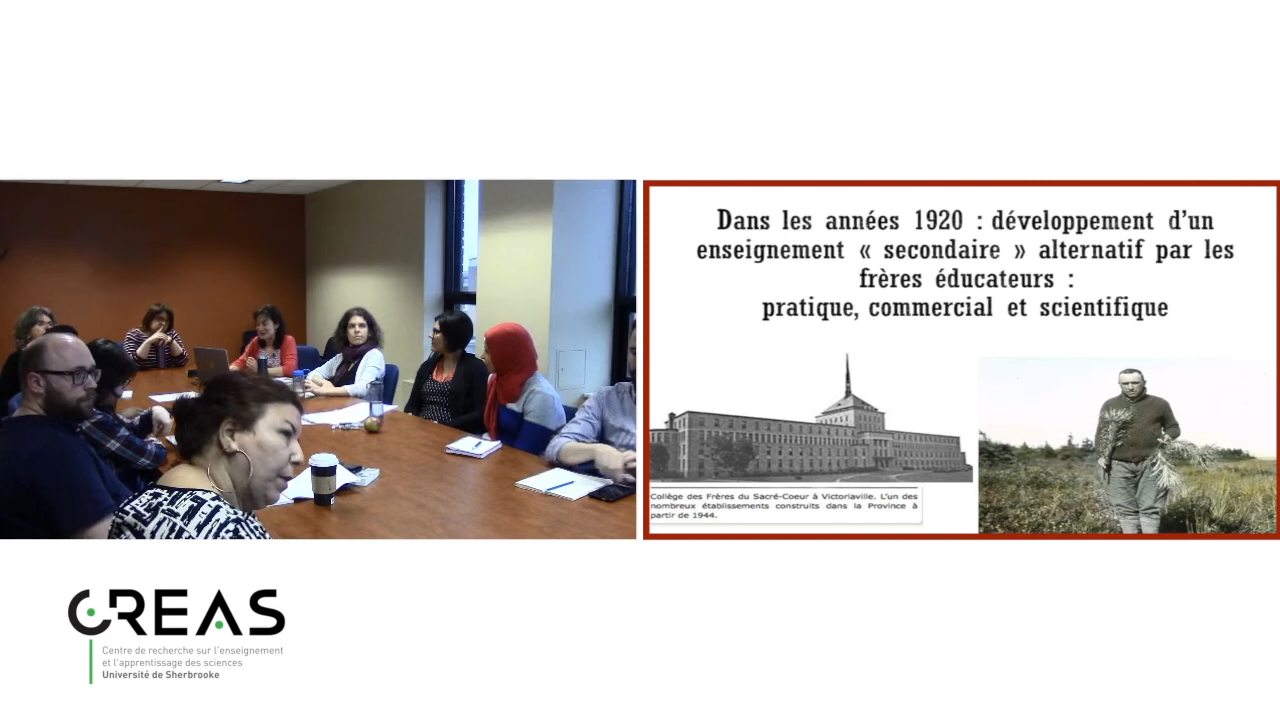 Dans les années 1920 : développement d'un
enseignement « secondaire » alternatif par les
frères éducateurs :
pratique, commercial et scientifique
Collège des Frères du Sacré-Coeur à Victoriaville. L'un des
nombreux établissements construits dans la Province à
partir de 1944.
CREAS
Centre de recherche sur l'enseignement
et l'apprentissage des sciences
Université de Sherbrooke